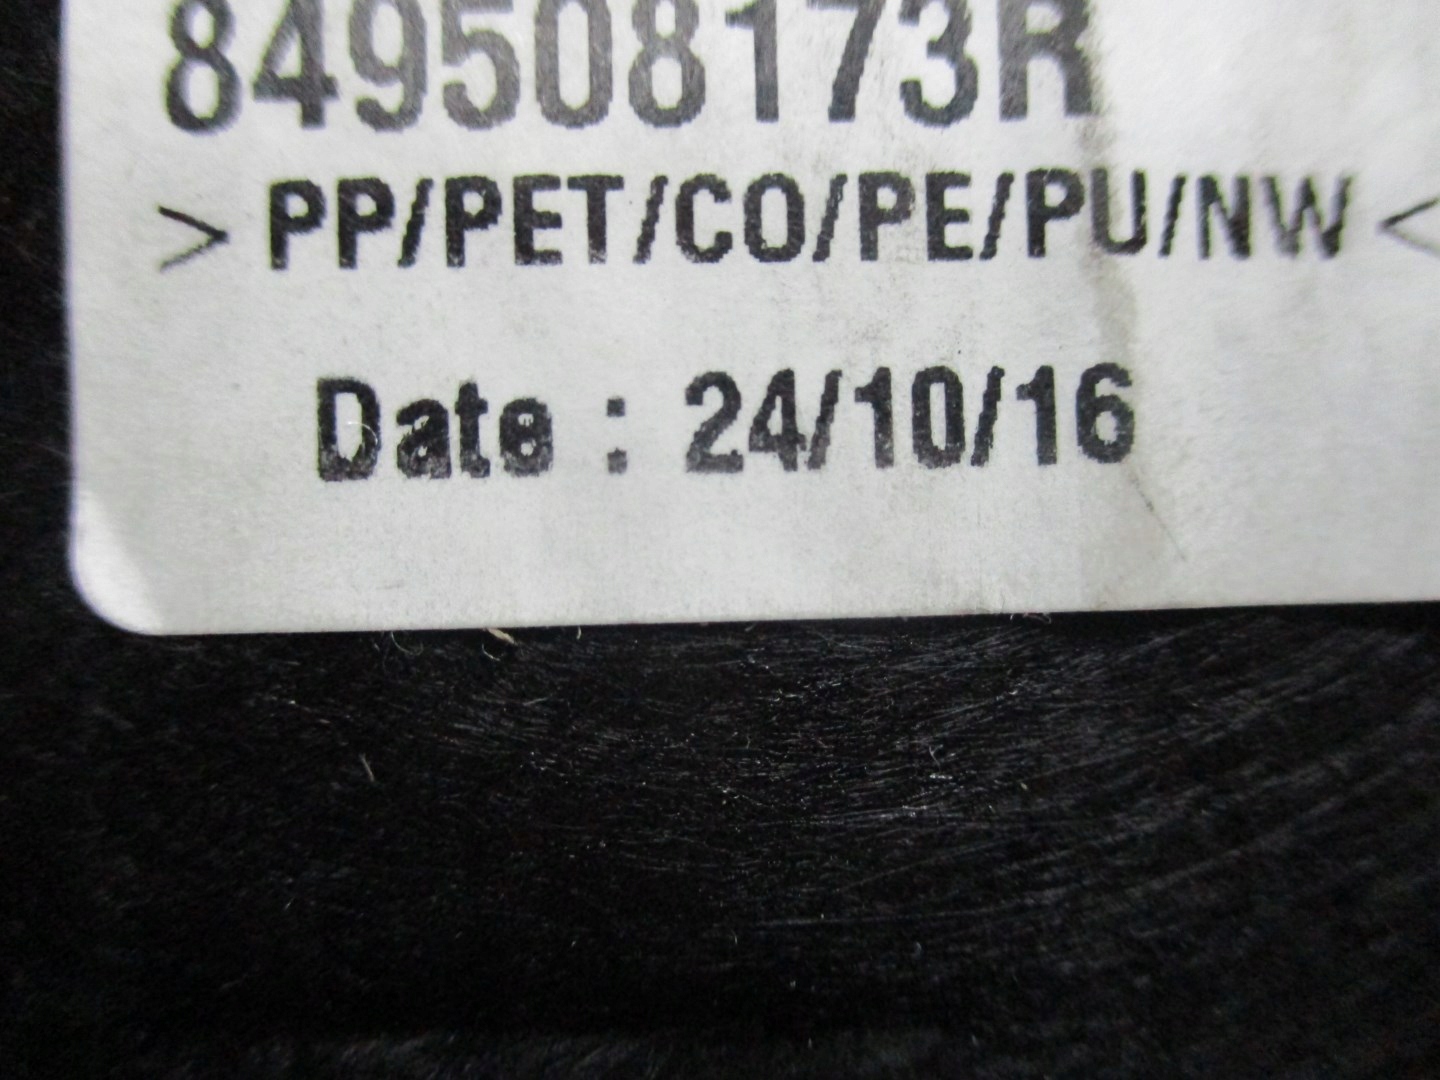 849508173R
>PP/PET/CO/PE/PU/NW<
Date : 24/10/16